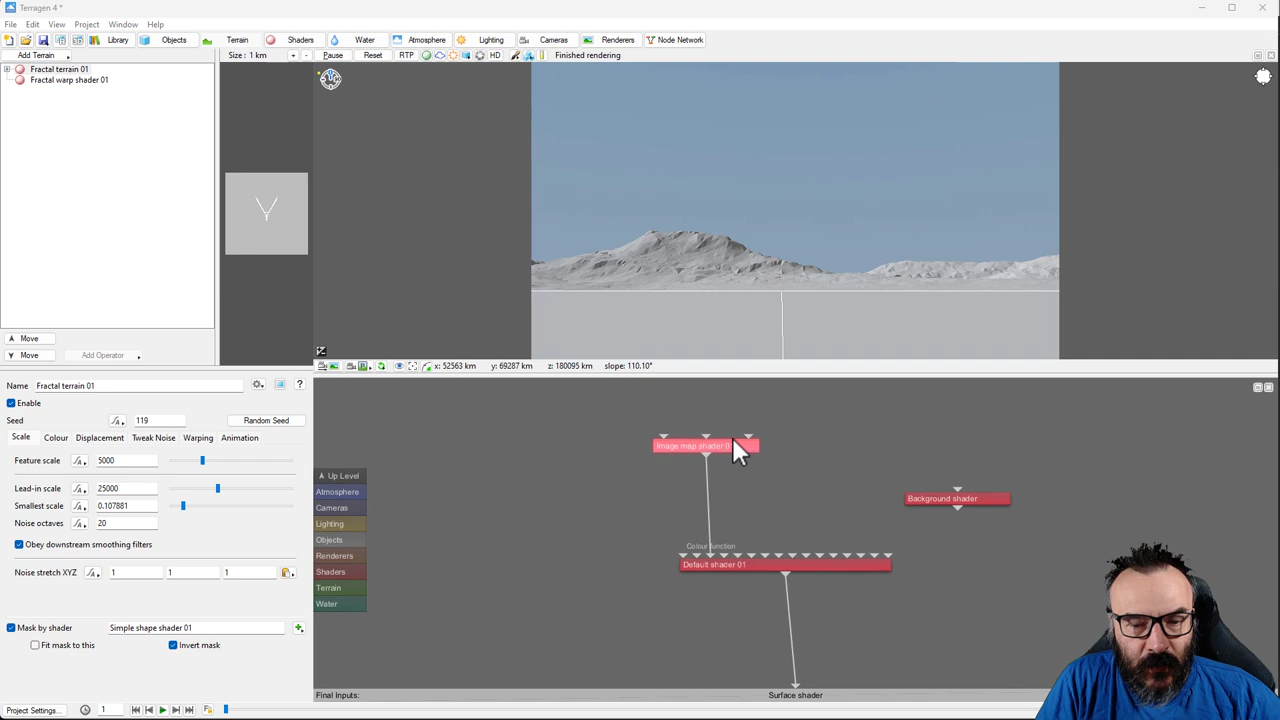 Terragen 4 *
File Edit View Project Window Help
Library Objects Terrain Shaders Water Atmosphere Lighting Cameras Renderers Node Network
Add Terrain Size : 1 km + - Pause Reset RTP HD Finished rendering
Fractal terrain 01
Fractal warp shader 01
Move
Move Add Operator
x: 52563 km y: 69287 km z: 180095 km slope: 110.10°
Name Fractal terrain 01 ?
Enable
Seed 119 Random Seed
Scale Colour Displacement Tweak Noise Warping Animation
Feature scale 5000
Lead-in scale 25000
Smallest scale 0.107881
Noise octaves 20
Obey downstream smoothing filters
Noise stretch XYZ 1 1 1
Mask by shader Simple shape shader 01
Fit mask to this Invert mask
Project Settings... 1
Up Level
Atmosphere
Cameras
Lighting
Objects
Renderers
Shaders
Terrain
Water
Image map shader 0
Background shader
Colour function
Default shader 01
Final Inputs: Surface shader